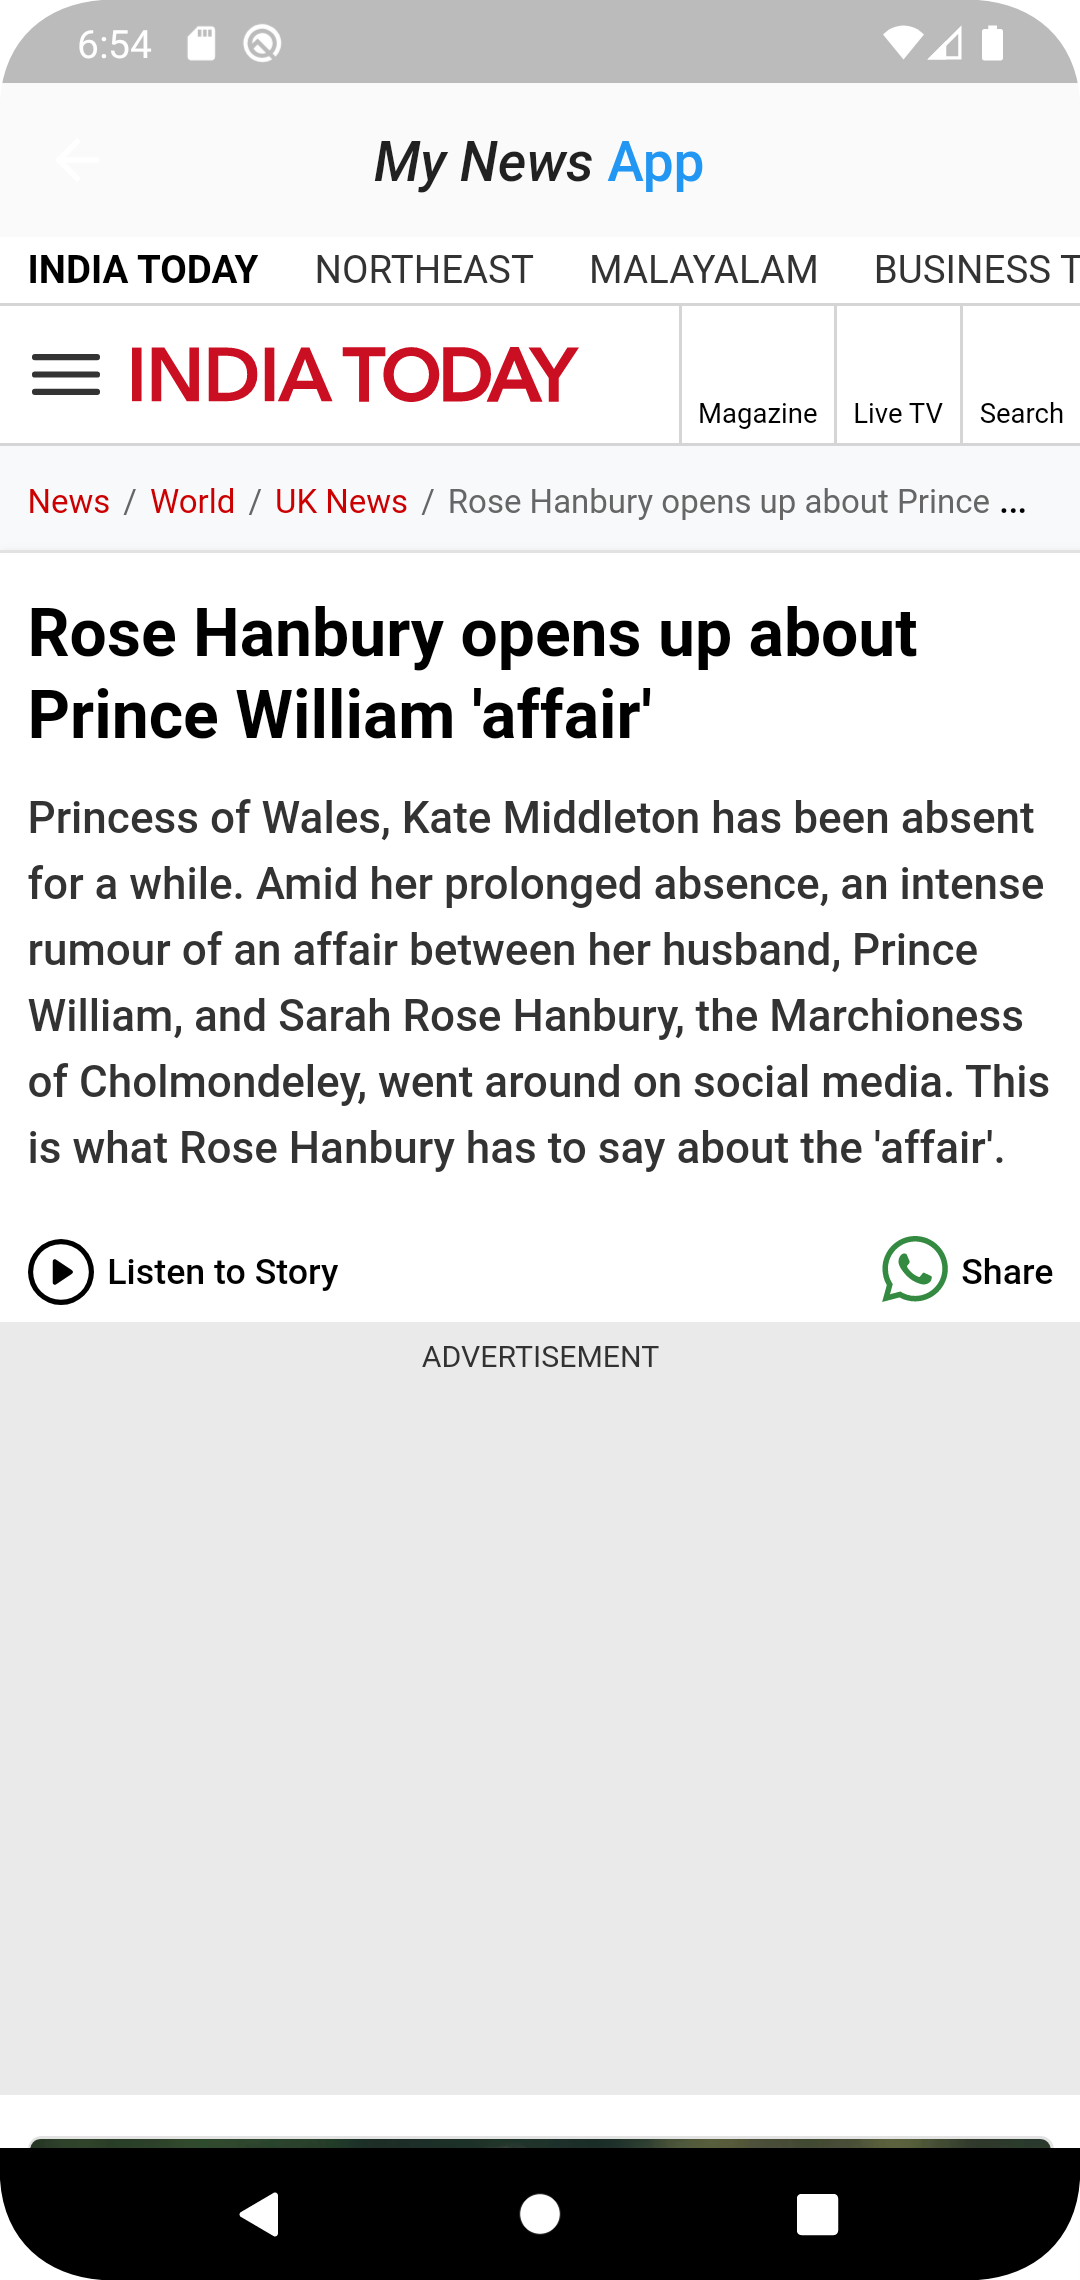 6:54
My News App
INDIA TODAY NORTHEAST MALAYALAM BUSINESS T
INDIA TODAY Magazine Live TV Search
News / World / UK News / Rose Hanbury opens up about Prince ...
Rose Hanbury opens up about
Prince William 'affair'
Princess of Wales, Kate Middleton has been absent
for a while. Amid her prolonged absence, an intense
rumour of an affair between her husband, Prince
William, and Sarah Rose Hanbury, the Marchioness
of Cholmondeley, went around on social media. This
is what Rose Hanbury has to say about the 'affair'.
Listen to Story Share
ADVERTISEMENT